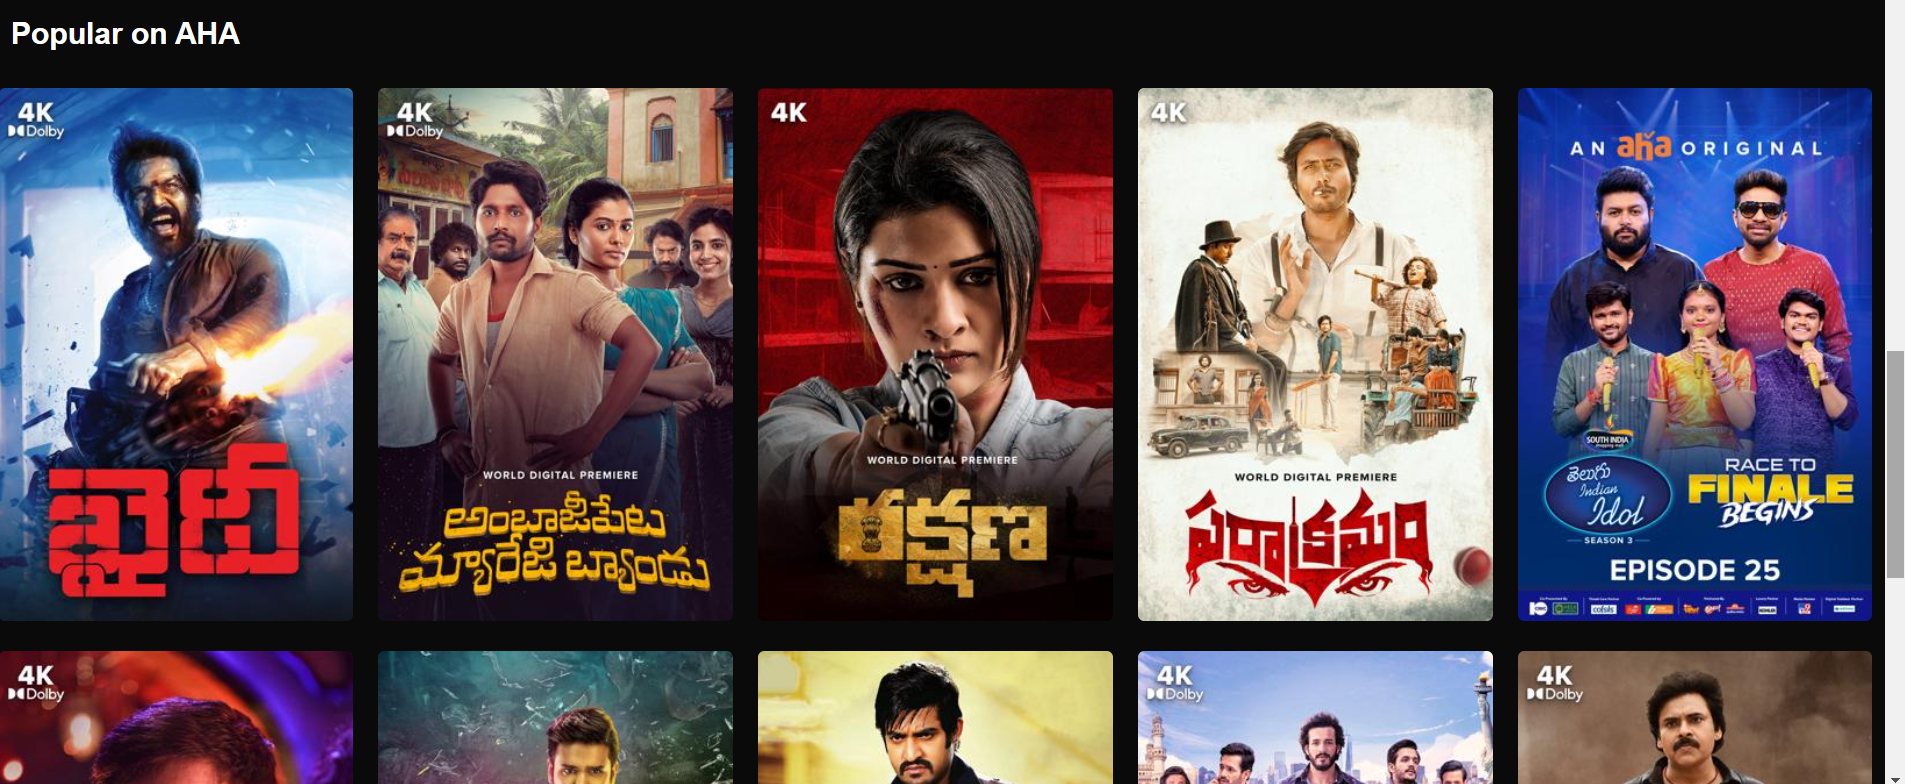 Popular on AHA
4K
Dolby
ఖైదీ
4K
Dolby
WORLD DIGITAL PREMIERE
అంబాజీపేట
మ్యారేజి బ్యాండు
4K
WORLD DIGITAL PREMIERE
రక్షణ
4K
WORLD DIGITAL PREMIERE
పరాక్రమం
AN aha ORIGINAL
SOUTH INDIA
తెలుగు
Indian
Idol
SEASON 3
RACE TO
FINALE
BEGINS
EPISODE 25
4K
Dolby
4K
Dolby
4K
Dolby